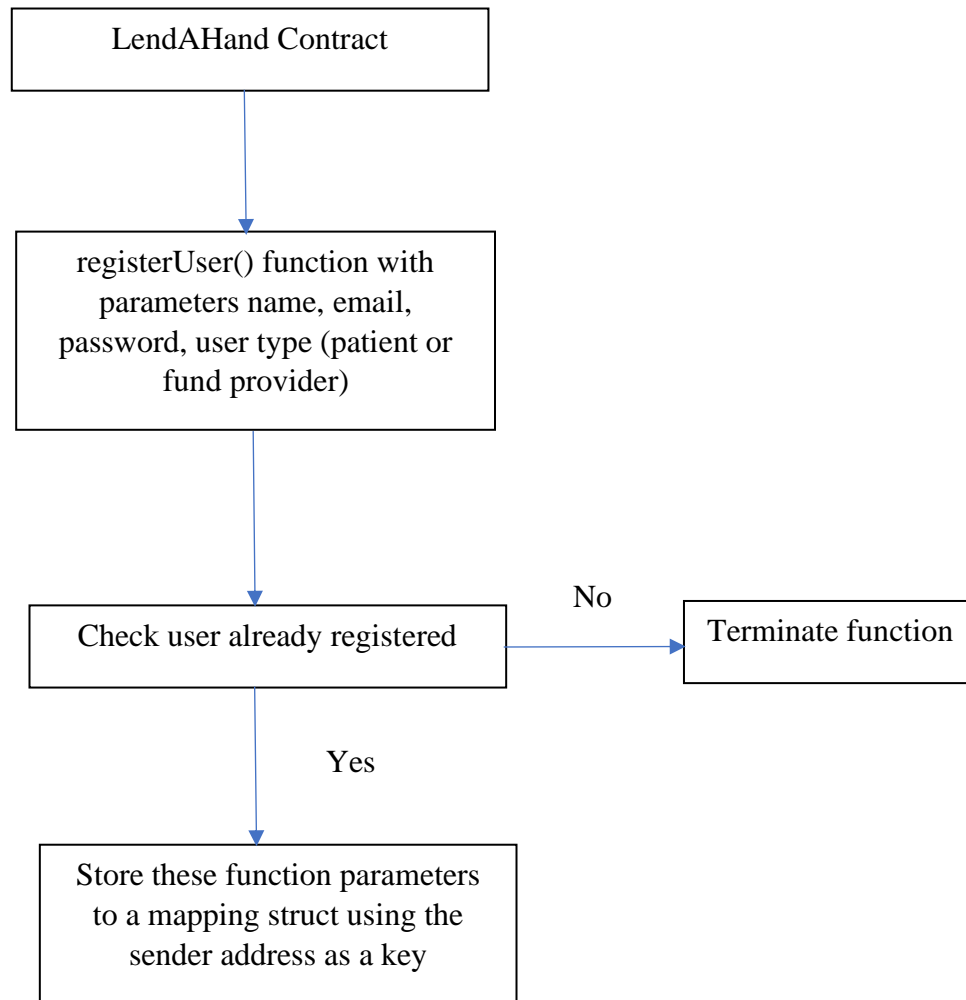 LendAHand Contract
registerUser() function with
parameters name, email,
password, user type (patient or
fund provider)
No
Check user already registered
Terminate function
Yes
Store these function parameters
to a mapping struct using the
sender address as a key